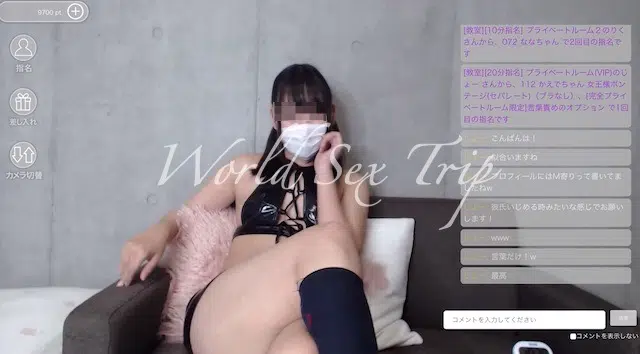 9700 pt
指名
差し入れ
カメラ切替
[教室][10分指名] プライベートルーム2 のりく
さんから、072 ななちゃん で2回目の指名で
す
[教室][20分指名] プライベートルーム(VIP)のじ
ょー さんから、112 かえでちゃん 女王様ボン
テージ(セパレート)（ブラなし）、[完全プライ
ベートルーム限定]言葉責めのオプション で1回
目の指名です
こんばんは！
似合いますね
プロフィールにはM寄りって書いてま
したねw
彼氏いじめる時みたいな感じでお願い
します！
www
言葉だけ！w
最高
World Sex Trip
コメントを入力してください
コメントを表示しない